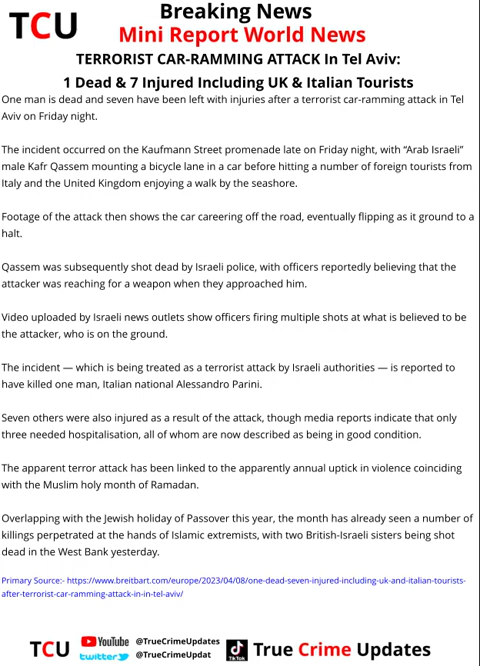 TCU
Breaking News
Mini Report World News
TERRORIST CAR-RAMMING ATTACK In Tel Aviv:
1 Dead & 7 Injured Including UK & Italian Tourists
One man is dead and seven have been left with injuries after a terrorist car-ramming attack in Tel
Aviv on Friday night.
The incident occurred on the Kaufmann Street promenade late on Friday night, with “Arab Israeli”
male Kafr Qassem mounting a bicycle lane in a car before hitting a number of foreign tourists from
Italy and the United Kingdom enjoying a walk by the seashore.
Footage of the attack then shows the car careering off the road, eventually flipping as it ground to a
halt.
Qassem was subsequently shot dead by Israeli police, with officers reportedly believing that the
attacker was reaching for a weapon when they approached him.
Video uploaded by Israeli news outlets show officers firing multiple shots at what is believed to be
the attacker, who is on the ground.
The incident — which is being treated as a terrorist attack by Israeli authorities — is reported to
have killed one man, Italian national Alessandro Parini.
Seven others were also injured as a result of the attack, though media reports indicate that only
three needed hospitalisation, all of whom are now described as being in good condition.
The apparent terror attack has been linked to the apparently annual uptick in violence coinciding
with the Muslim holy month of Ramadan.
Overlapping with the Jewish holiday of Passover this year, the month has already seen a number of
killings perpetrated at the hands of Islamic extremists, with two British-Israeli sisters being shot
dead in the West Bank yesterday.
Primary Source:- https://www.breitbart.com/europe/2023/04/08/one-dead-seven-injured-including-uk-and-italian-tourists-
after-terrorist-car-ramming-attack-in-in-tel-aviv/
TCU
YouTube @TrueCrimeUpdates
twitter @TrueCrimeUpdat
TikTok
True Crime Updates